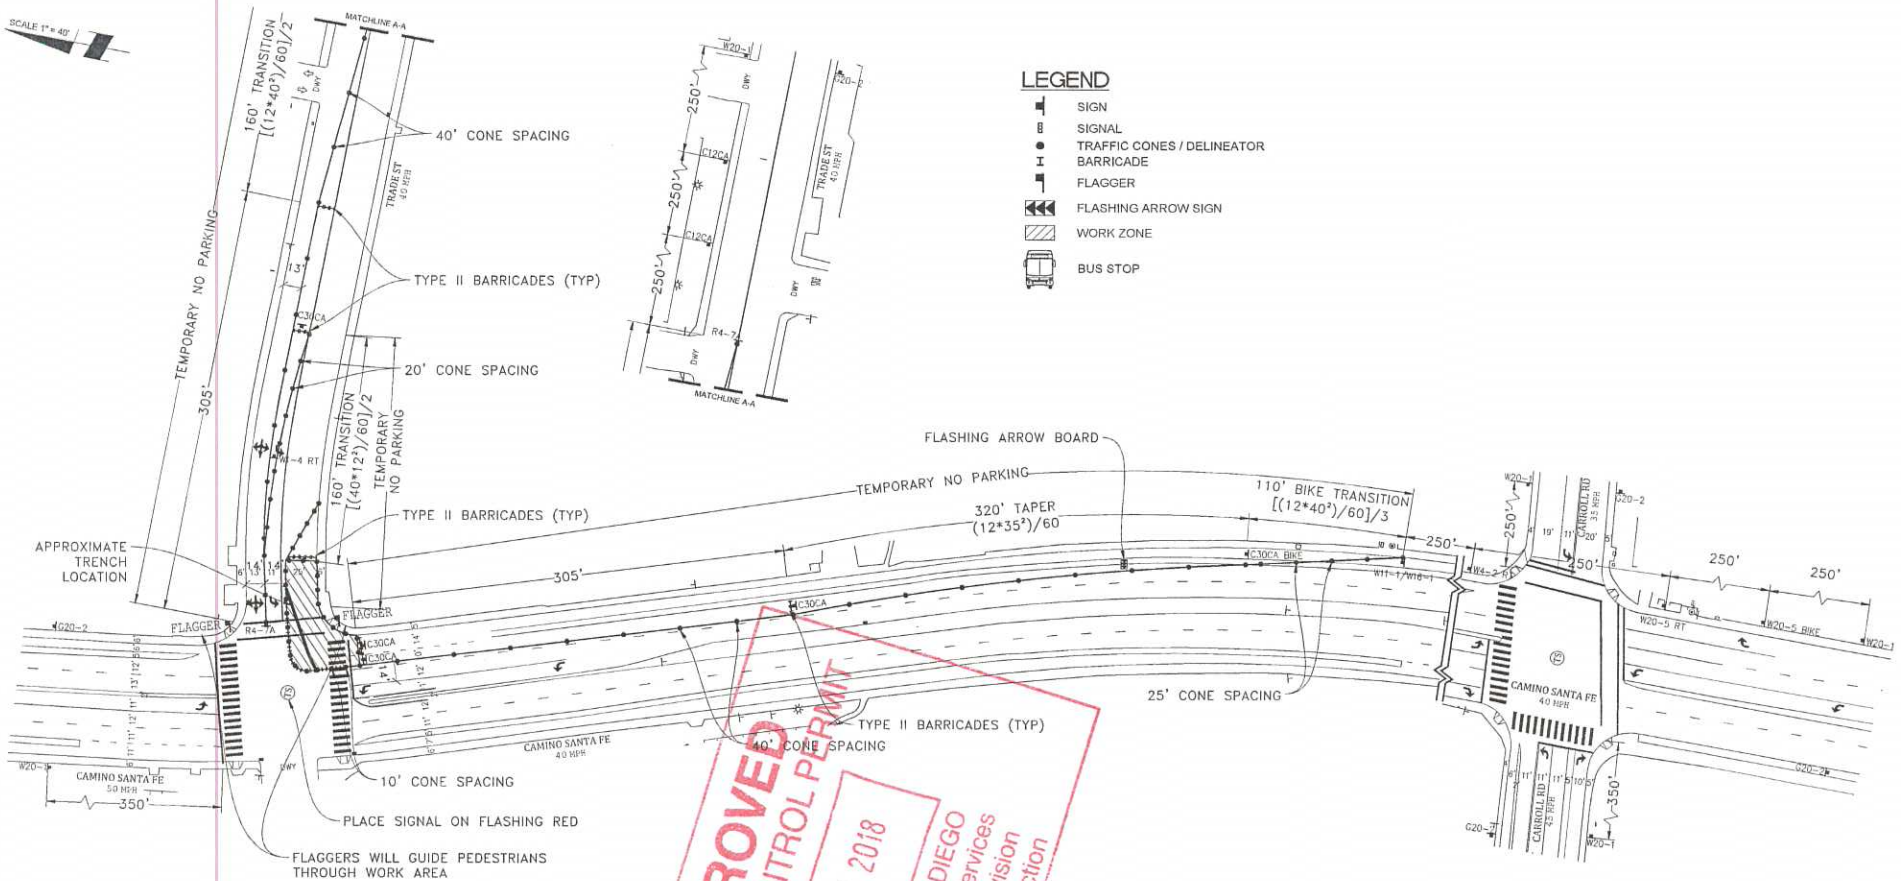 SCALE 1" = 40'
MATCHLINE A-A
160' TRANSITION
[(12*40²)/60]/2
DWY
40' CONE SPACING
TRADE ST
40 MPH
TEMPORARY NO PARKING
13'
TYPE II BARRICADES (TYP)
C30CA
20' CONE SPACING
305'
160' TRANSITION
[(40*12²)/60]/2
TEMPORARY
NO PARKING
W1-4 RT
TYPE II BARRICADES (TYP)
APPROXIMATE
TRENCH
LOCATION
FLAGGER
FLAGGER
R4-7A
G20-2
C30CA
C30CA
W20-1
DWY
250'
C12CA
250'
C12CA
250'
G20-2
TRADE ST
40 MPH
DWY
R4-7
DWY
MATCHLINE A-A
LEGEND
SIGN
SIGNAL
TRAFFIC CONES / DELINEATOR
BARRICADE
FLAGGER
FLASHING ARROW SIGN
WORK ZONE
BUS STOP
FLASHING ARROW BOARD
TEMPORARY NO PARKING
110' BIKE TRANSITION
[(12*40²)/60]/3
320' TAPER
(12*35²)/60
305'
C30CA BIKE
250'
W11-1/W16-1
W4-2 R
C30CA
W20-1
250'
CARROLL RD
35 MPH
G20-2
250'
250'
250'
W20-5 RT
W20-5 BIKE
W20-1
TS
CAMINO SANTA FE
40 MPH
25' CONE SPACING
TYPE II BARRICADES (TYP)
40' CONE SPACING
CAMINO SANTA FE
40 MPH
DWY
TS
10' CONE SPACING
W20-1
CAMINO SANTA FE
50 MPH
350'
PLACE SIGNAL ON FLASHING RED
FLAGGERS WILL GUIDE PEDESTRIANS
THROUGH WORK AREA
G20-2
CARROLL RD
45 MPH
350'
G20-2
W20-1
ROVED
NTROL PERMIT
2018
DIEGO
ervices
vision
ction